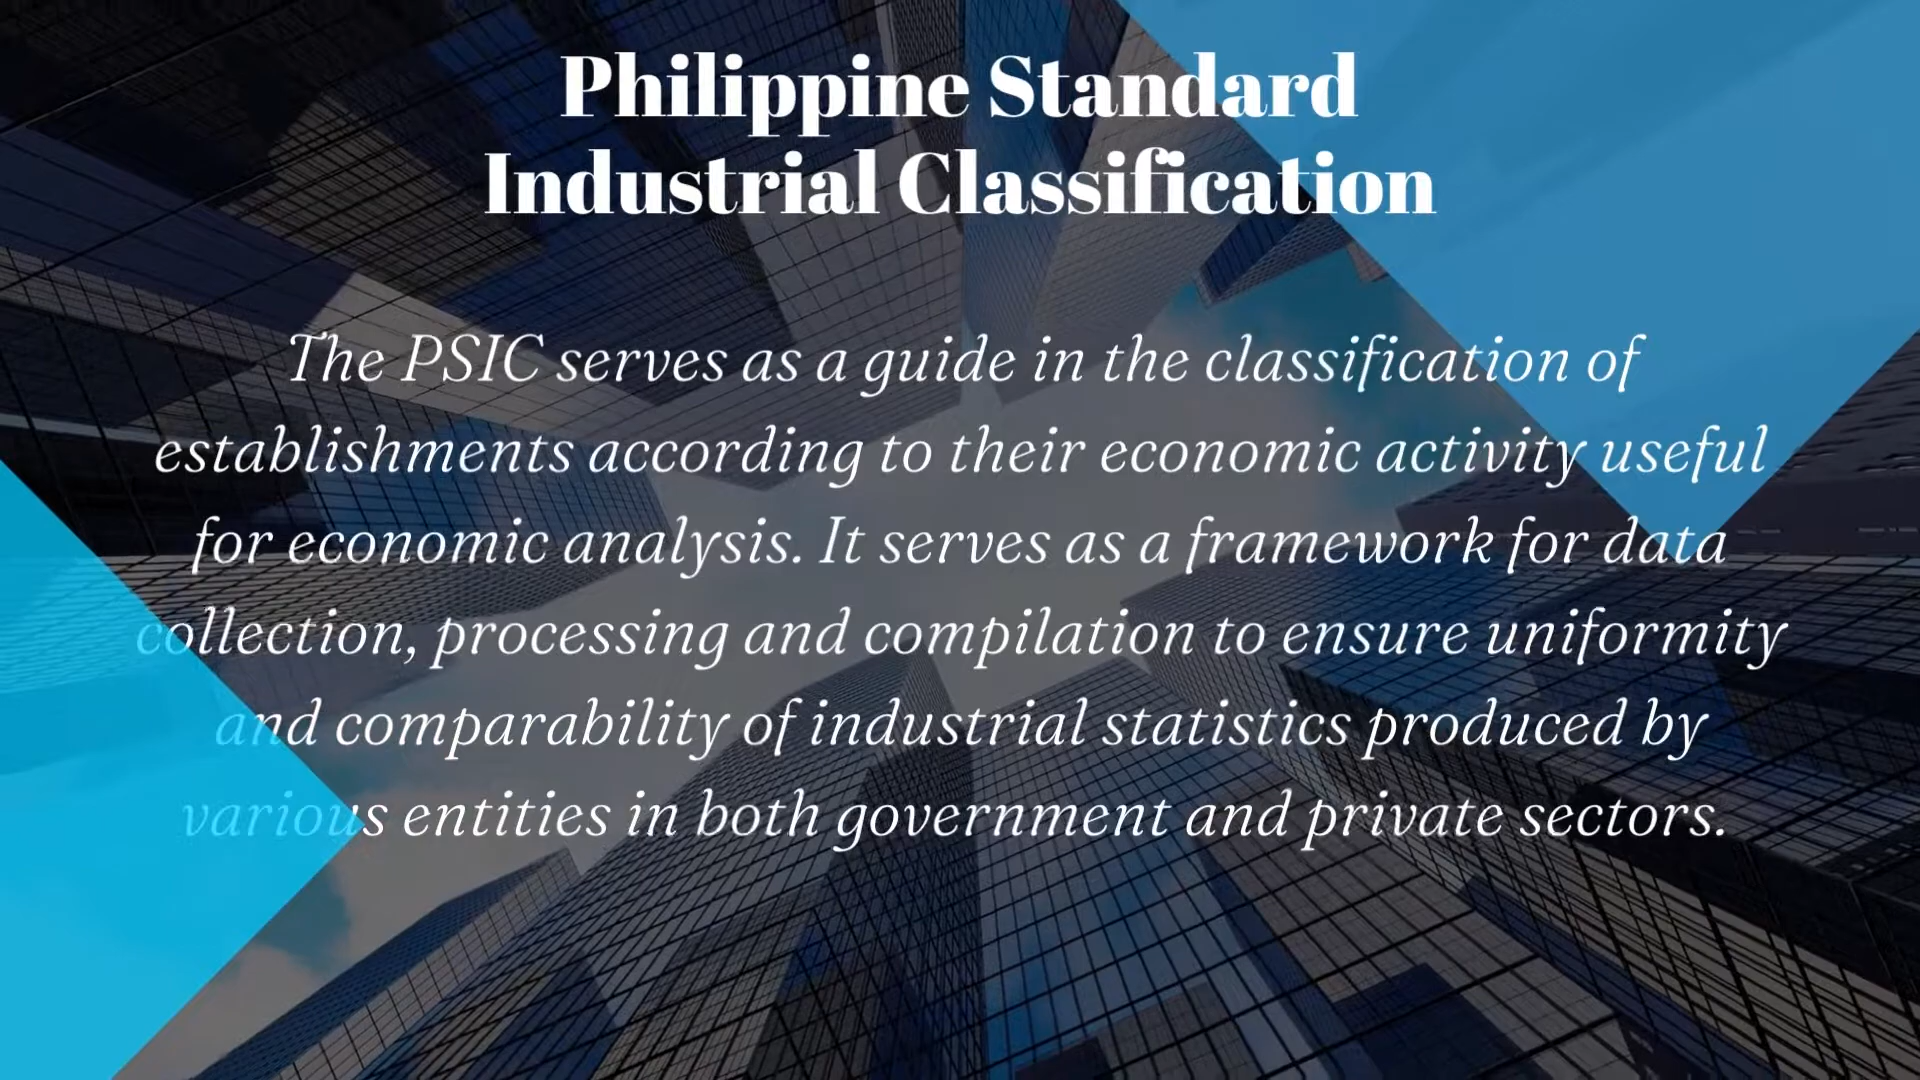 Philippine Standard
Industrial Classification
The PSIC serves as a guide in the classification of
establishments according to their economic activity useful
for economic analysis. It serves as a framework for data
collection, processing and compilation to ensure uniformity
and comparability of industrial statistics produced by
various entities in both government and private sectors.